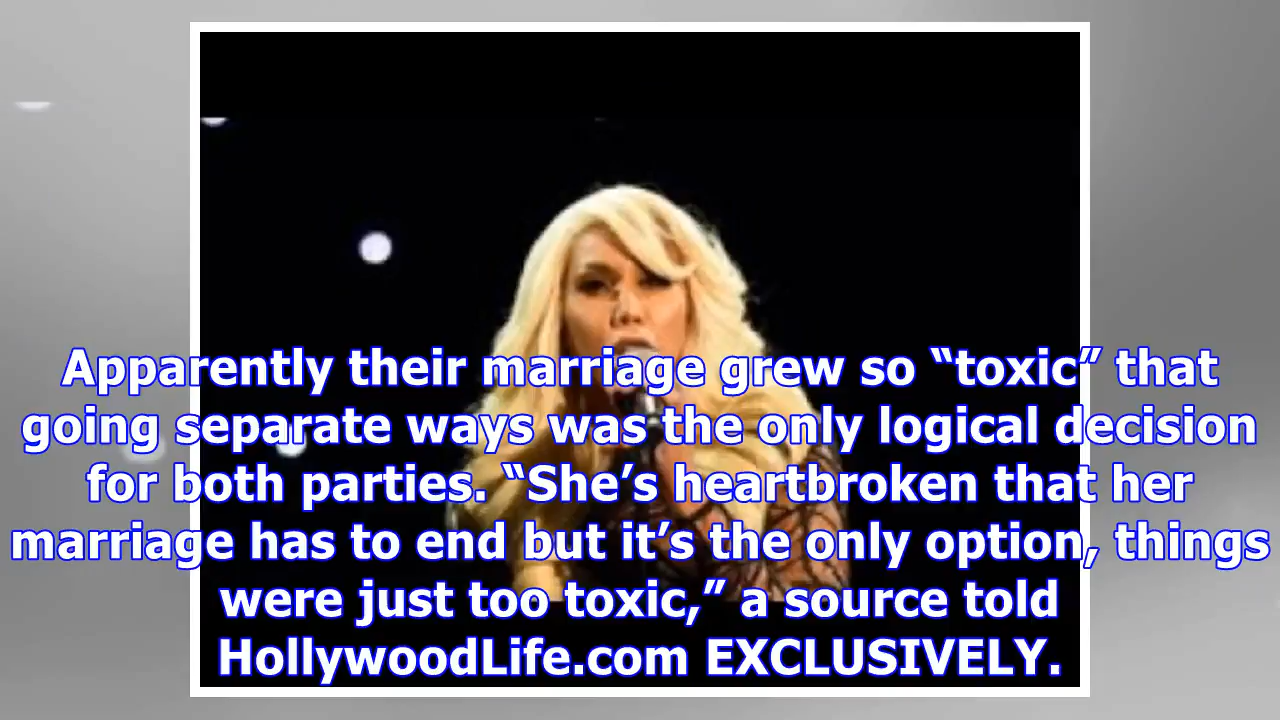 Apparently their marriage grew so “toxic” that
going separate ways was the only logical decision
for both parties. “She’s heartbroken that her
marriage has to end but it’s the only option, things
were just too toxic,” a source told
HollywoodLife.com EXCLUSIVELY.